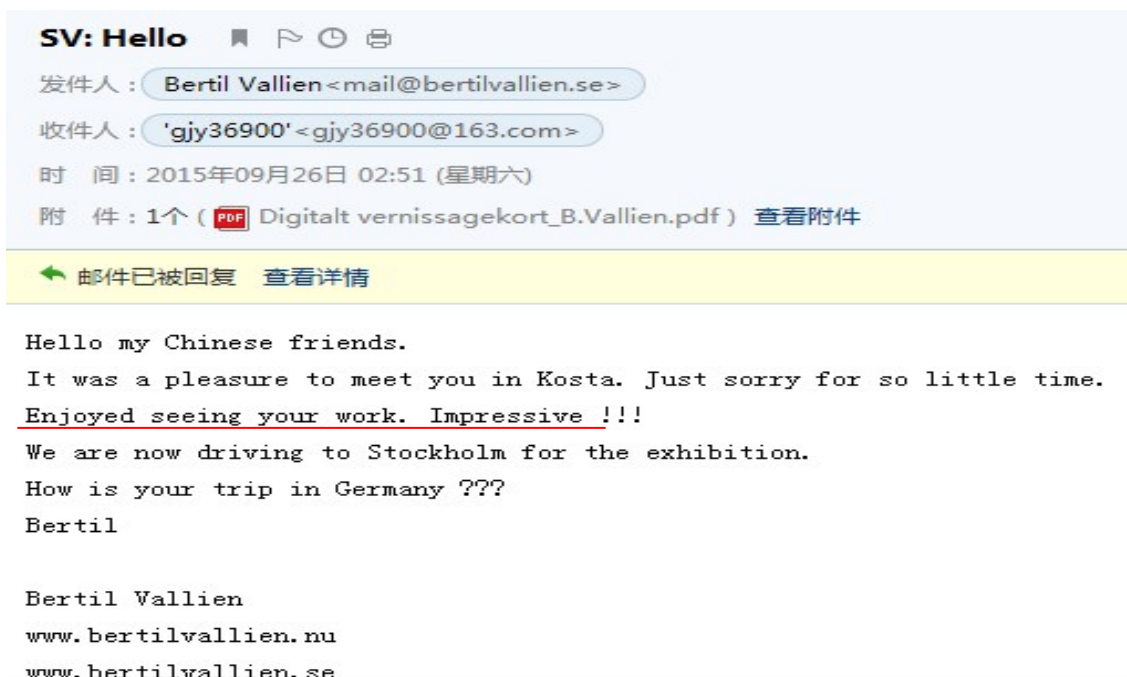 SV: Hello
发件人：Bertil Vallien<mail@bertilvallien.se>
收件人：'gjy36900'<gjy36900@163.com>
时 间：2015年09月26日 02:51 (星期六)
附 件：1个 ( PDF Digitalt vernissagekort_B.Vallien.pdf ) 查看附件
邮件已被回复 查看详情
Hello my Chinese friends.
It was a pleasure to meet you in Kosta. Just sorry for so little time.
Enjoyed seeing your work. Impressive !!!
We are now driving to Stockholm for the exhibition.
How is your trip in Germany ???
Bertil
Bertil Vallien
www.bertilvallien.nu
www.bertilvallien.se